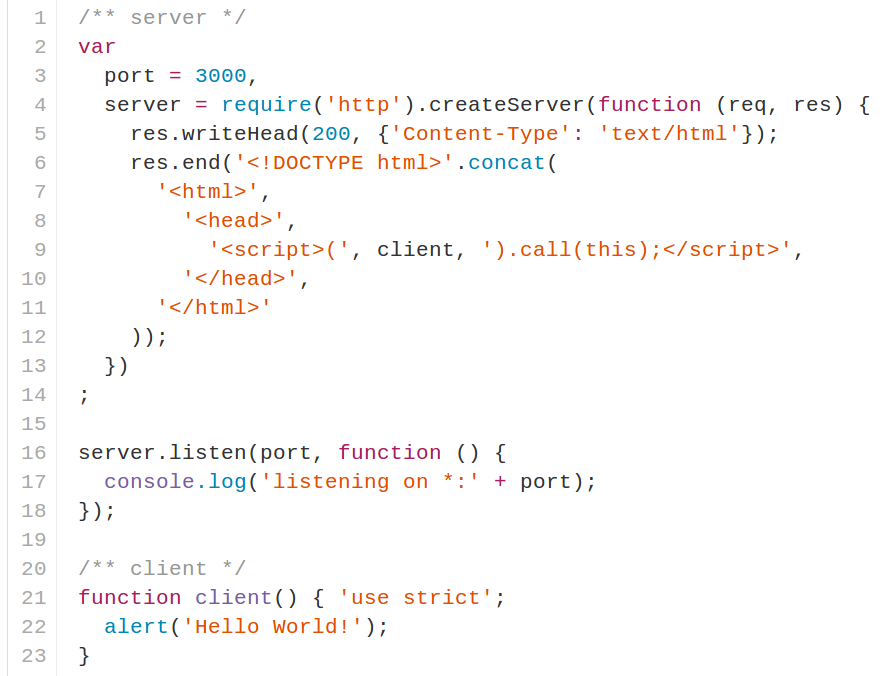 1 /** server */
2 var
3   port = 3000,
4   server = require('http').createServer(function (req, res) {
5     res.writeHead(200, {'Content-Type': 'text/html'});
6     res.end('<!DOCTYPE html>'.concat(
7       '<html>',
8         '<head>',
9           '<script>(', client, ').call(this);</script>',
10         '</head>',
11       '</html>'
12     ));
13   })
14 ;
15
16 server.listen(port, function () {
17   console.log('listening on *:' + port);
18 });
19
20 /** client */
21 function client() { 'use strict';
22   alert('Hello World!');
23 }